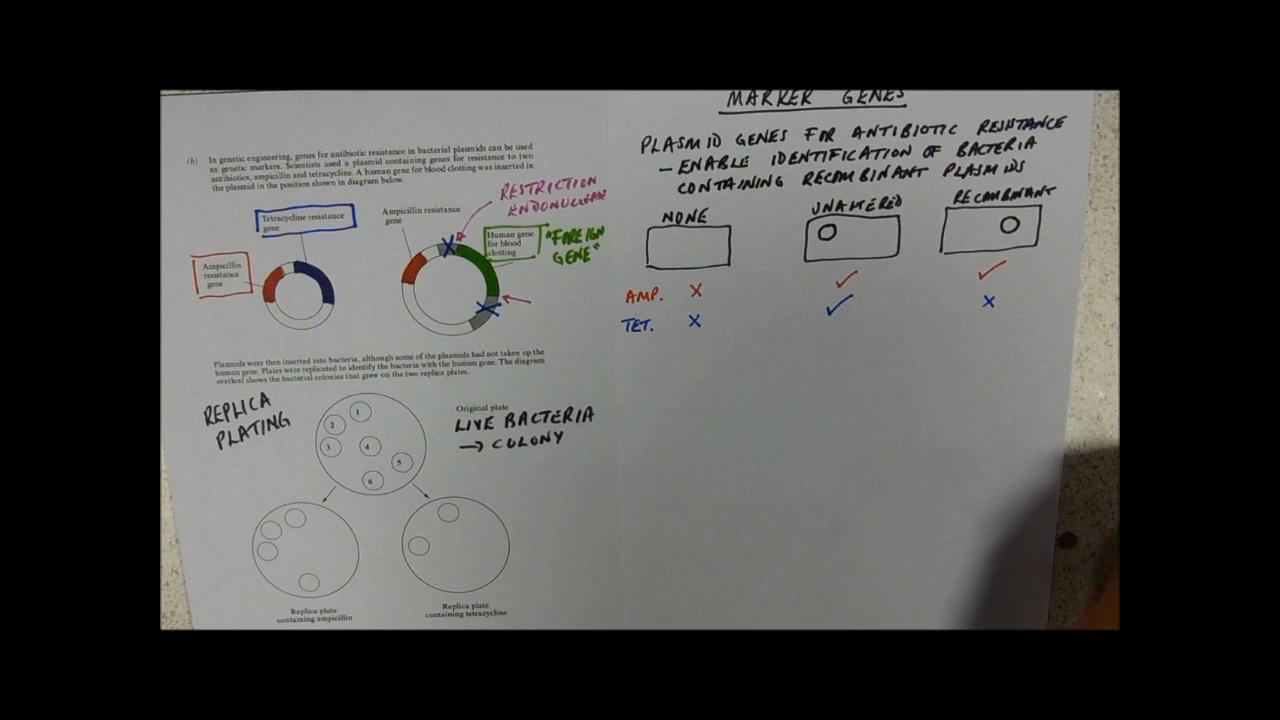 (b) In genetic engineering, genes for antibiotic resistance in bacterial plasmids can be used
as genetic markers. Scientists used a plasmid containing genes for resistance to two
antibiotics, ampicillin and tetracycline. A human gene for blood clotting was inserted in
the plasmid in the position shown in diagram below.
RESTRICTION
ENDONUCLEASE
Tetracycline resistance
gene
Ampicillin resistance
gene
Human gene
for blood
clotting
"FOREIGN
GENE"
Ampicillin
resistance
gene
X
X
Plasmids were then inserted into bacteria, although some of the plasmids had not taken up the
human gene. Plates were replicated to identify the bacteria with the human gene. The diagram
overleaf shows the bacterial colonies that grew on the two replica plates.
REPLICA
PLATING
1
2
3
4
5
6
Original plate
LIVE BACTERIA
→ COLONY
Replica plate
containing ampicillin
Replica plate
containing tetracycline
MARKER GENES
PLASMID GENES FOR ANTIBIOTIC RESISTANCE
- ENABLE IDENTIFICATION OF BACTERIA
CONTAINING RECOMBINANT PLASMIDS
NONE UNALTERED RECOMBINANT
AMP. X ✓ ✓
TET. X ✓ X